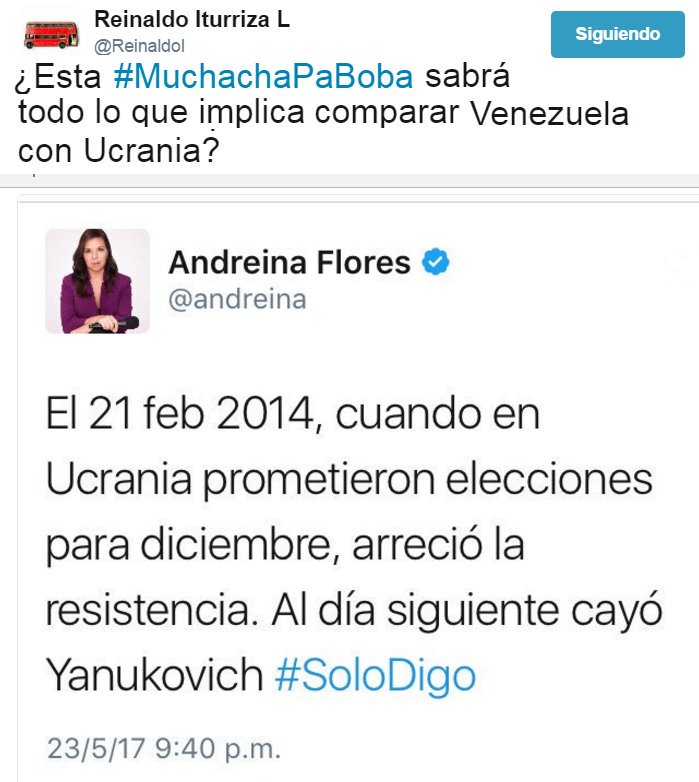 Reinaldo Iturriza L
@ReinaldoI
Siguiendo
¿Esta #MuchachaPaBoba sabrá
todo lo que implica comparar Venezuela
con Ucrania?
Andreina Flores
@andreina
El 21 feb 2014, cuando en
Ucrania prometieron elecciones
para diciembre, arreció la
resistencia. Al día siguiente cayó
Yanukovich #SoloDigo
23/5/17 9:40 p.m.